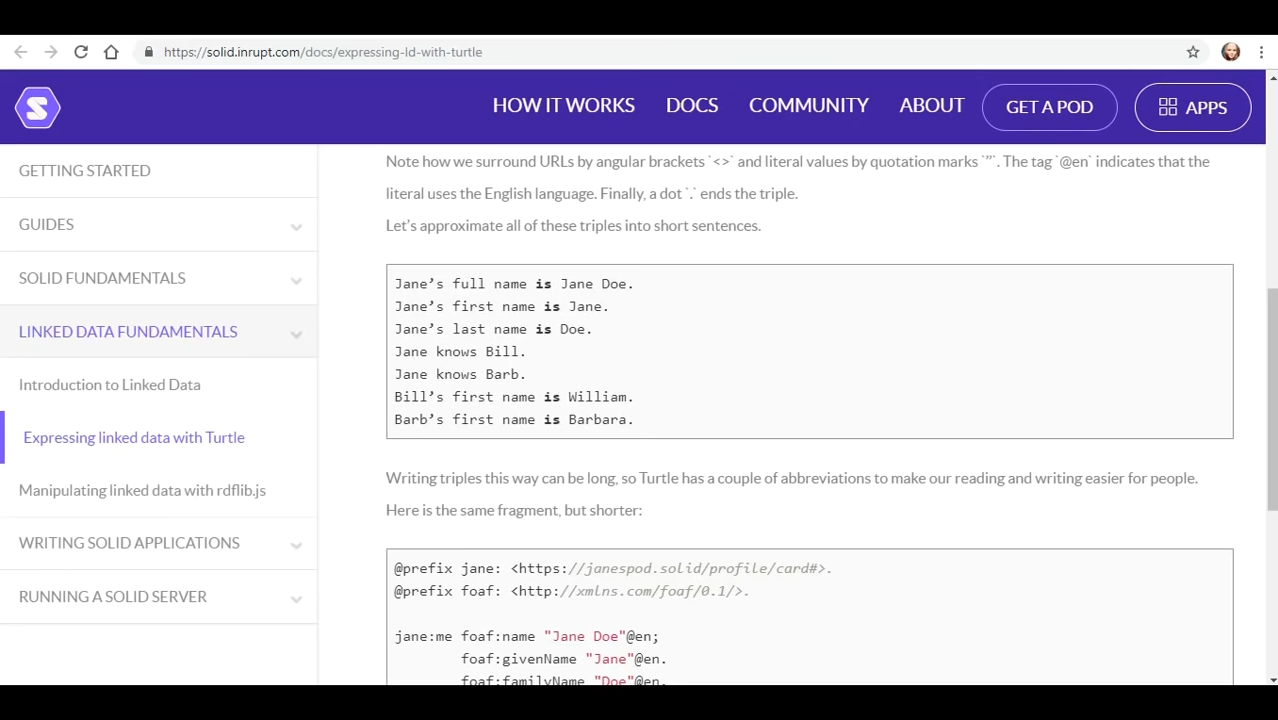 https://solid.inrupt.com/docs/expressing-ld-with-turtle
S
HOW IT WORKS
DOCS
COMMUNITY
ABOUT
GET A POD
APPS
GETTING STARTED
GUIDES
SOLID FUNDAMENTALS
LINKED DATA FUNDAMENTALS
Introduction to Linked Data
Expressing linked data with Turtle
Manipulating linked data with rdflib.js
WRITING SOLID APPLICATIONS
RUNNING A SOLID SERVER
Note how we surround URLs by angular brackets `<>` and literal values by quotation marks `"`. The tag `@en` indicates that the
literal uses the English language. Finally, a dot `.` ends the triple.
Let's approximate all of these triples into short sentences.
Jane’s full name is Jane Doe.
Jane’s first name is Jane.
Jane’s last name is Doe.
Jane knows Bill.
Jane knows Barb.
Bill’s first name is William.
Barb’s first name is Barbara.
Writing triples this way can be long, so Turtle has a couple of abbreviations to make our reading and writing easier for people.
Here is the same fragment, but shorter:
@prefix jane: <https://janespod.solid/profile/card#>.
@prefix foaf: <http://xmlns.com/foaf/0.1/>.
jane:me foaf:name "Jane Doe"@en;
foaf:givenName "Jane"@en.
foaf:familyName "Doe"@en.